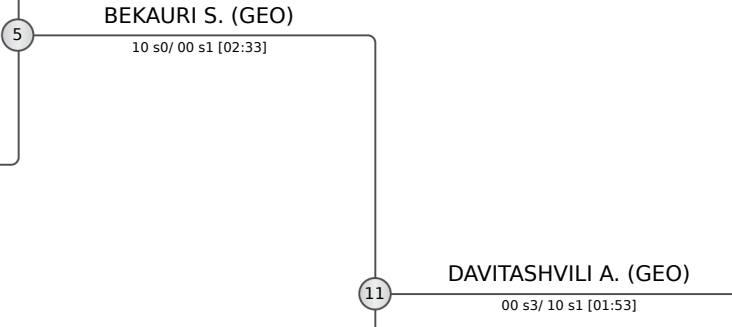 BEKAURI S. (GEO)
5
10 s0/ 00 s1 [02:33]
DAVITASHVILI A. (GEO)
11
00 s3/ 10 s1 [01:53]